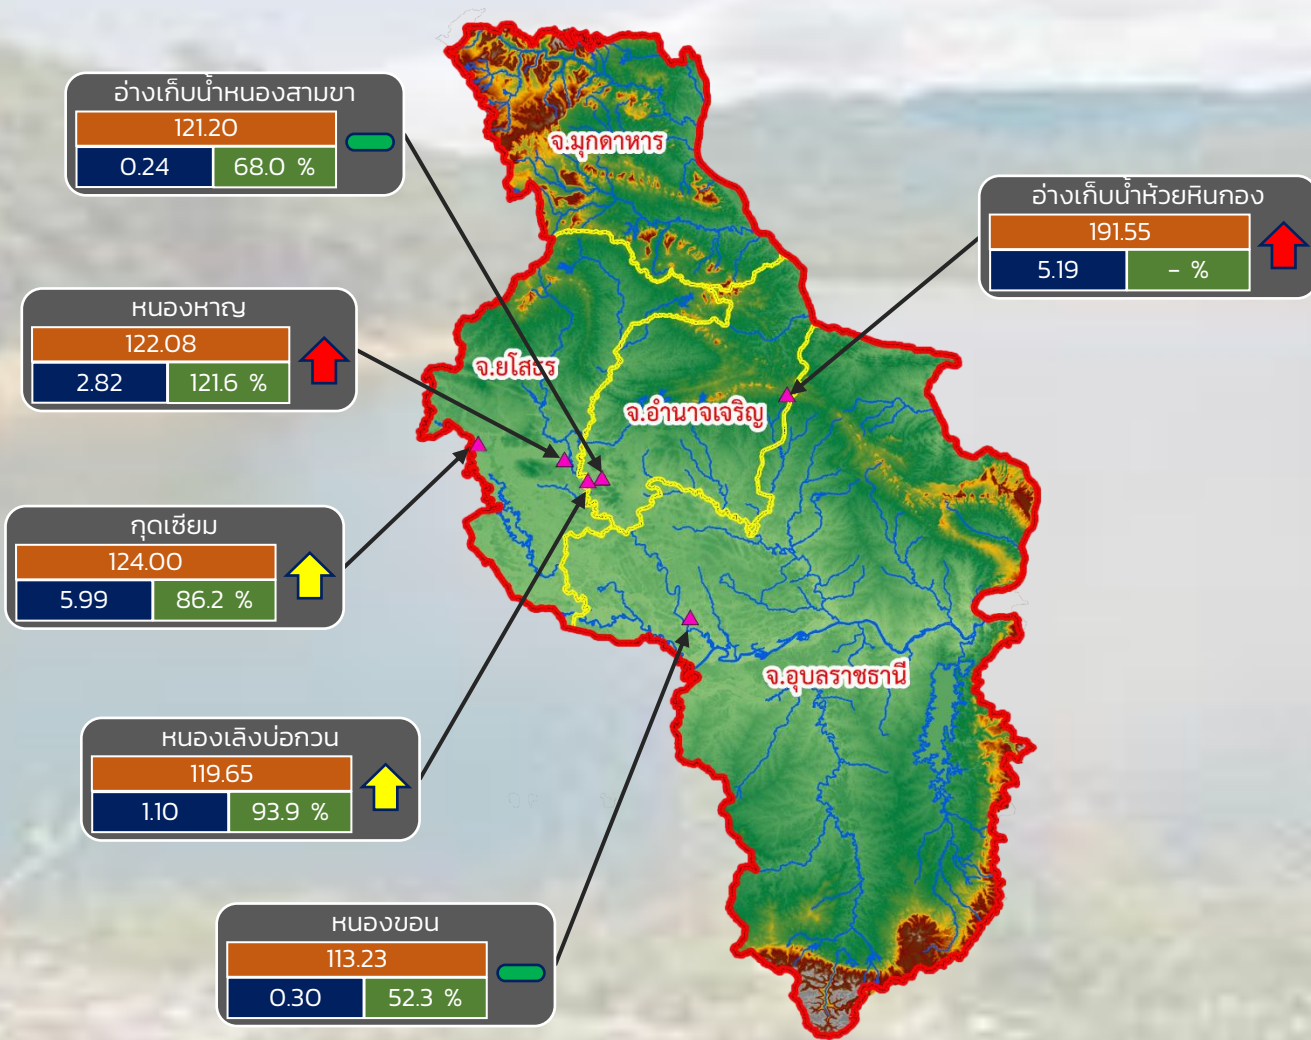 อ่างเก็บน้ำหนองสามขา
121.20
0.24 68.0 %
จ.มุกดาหาร
อ่างเก็บน้ำห้วยหินกอง
191.55
5.19 - %
หนองหาญ
122.08
2.82 121.6 %
จ.ยโสธร
จ.อำนาจเจริญ
กุดเซียม
124.00
5.99 86.2 %
จ.อุบลราชธานี
หนองเลิงบ่อกวน
119.65
1.10 93.9 %
หนองขอน
113.23
0.30 52.3 %